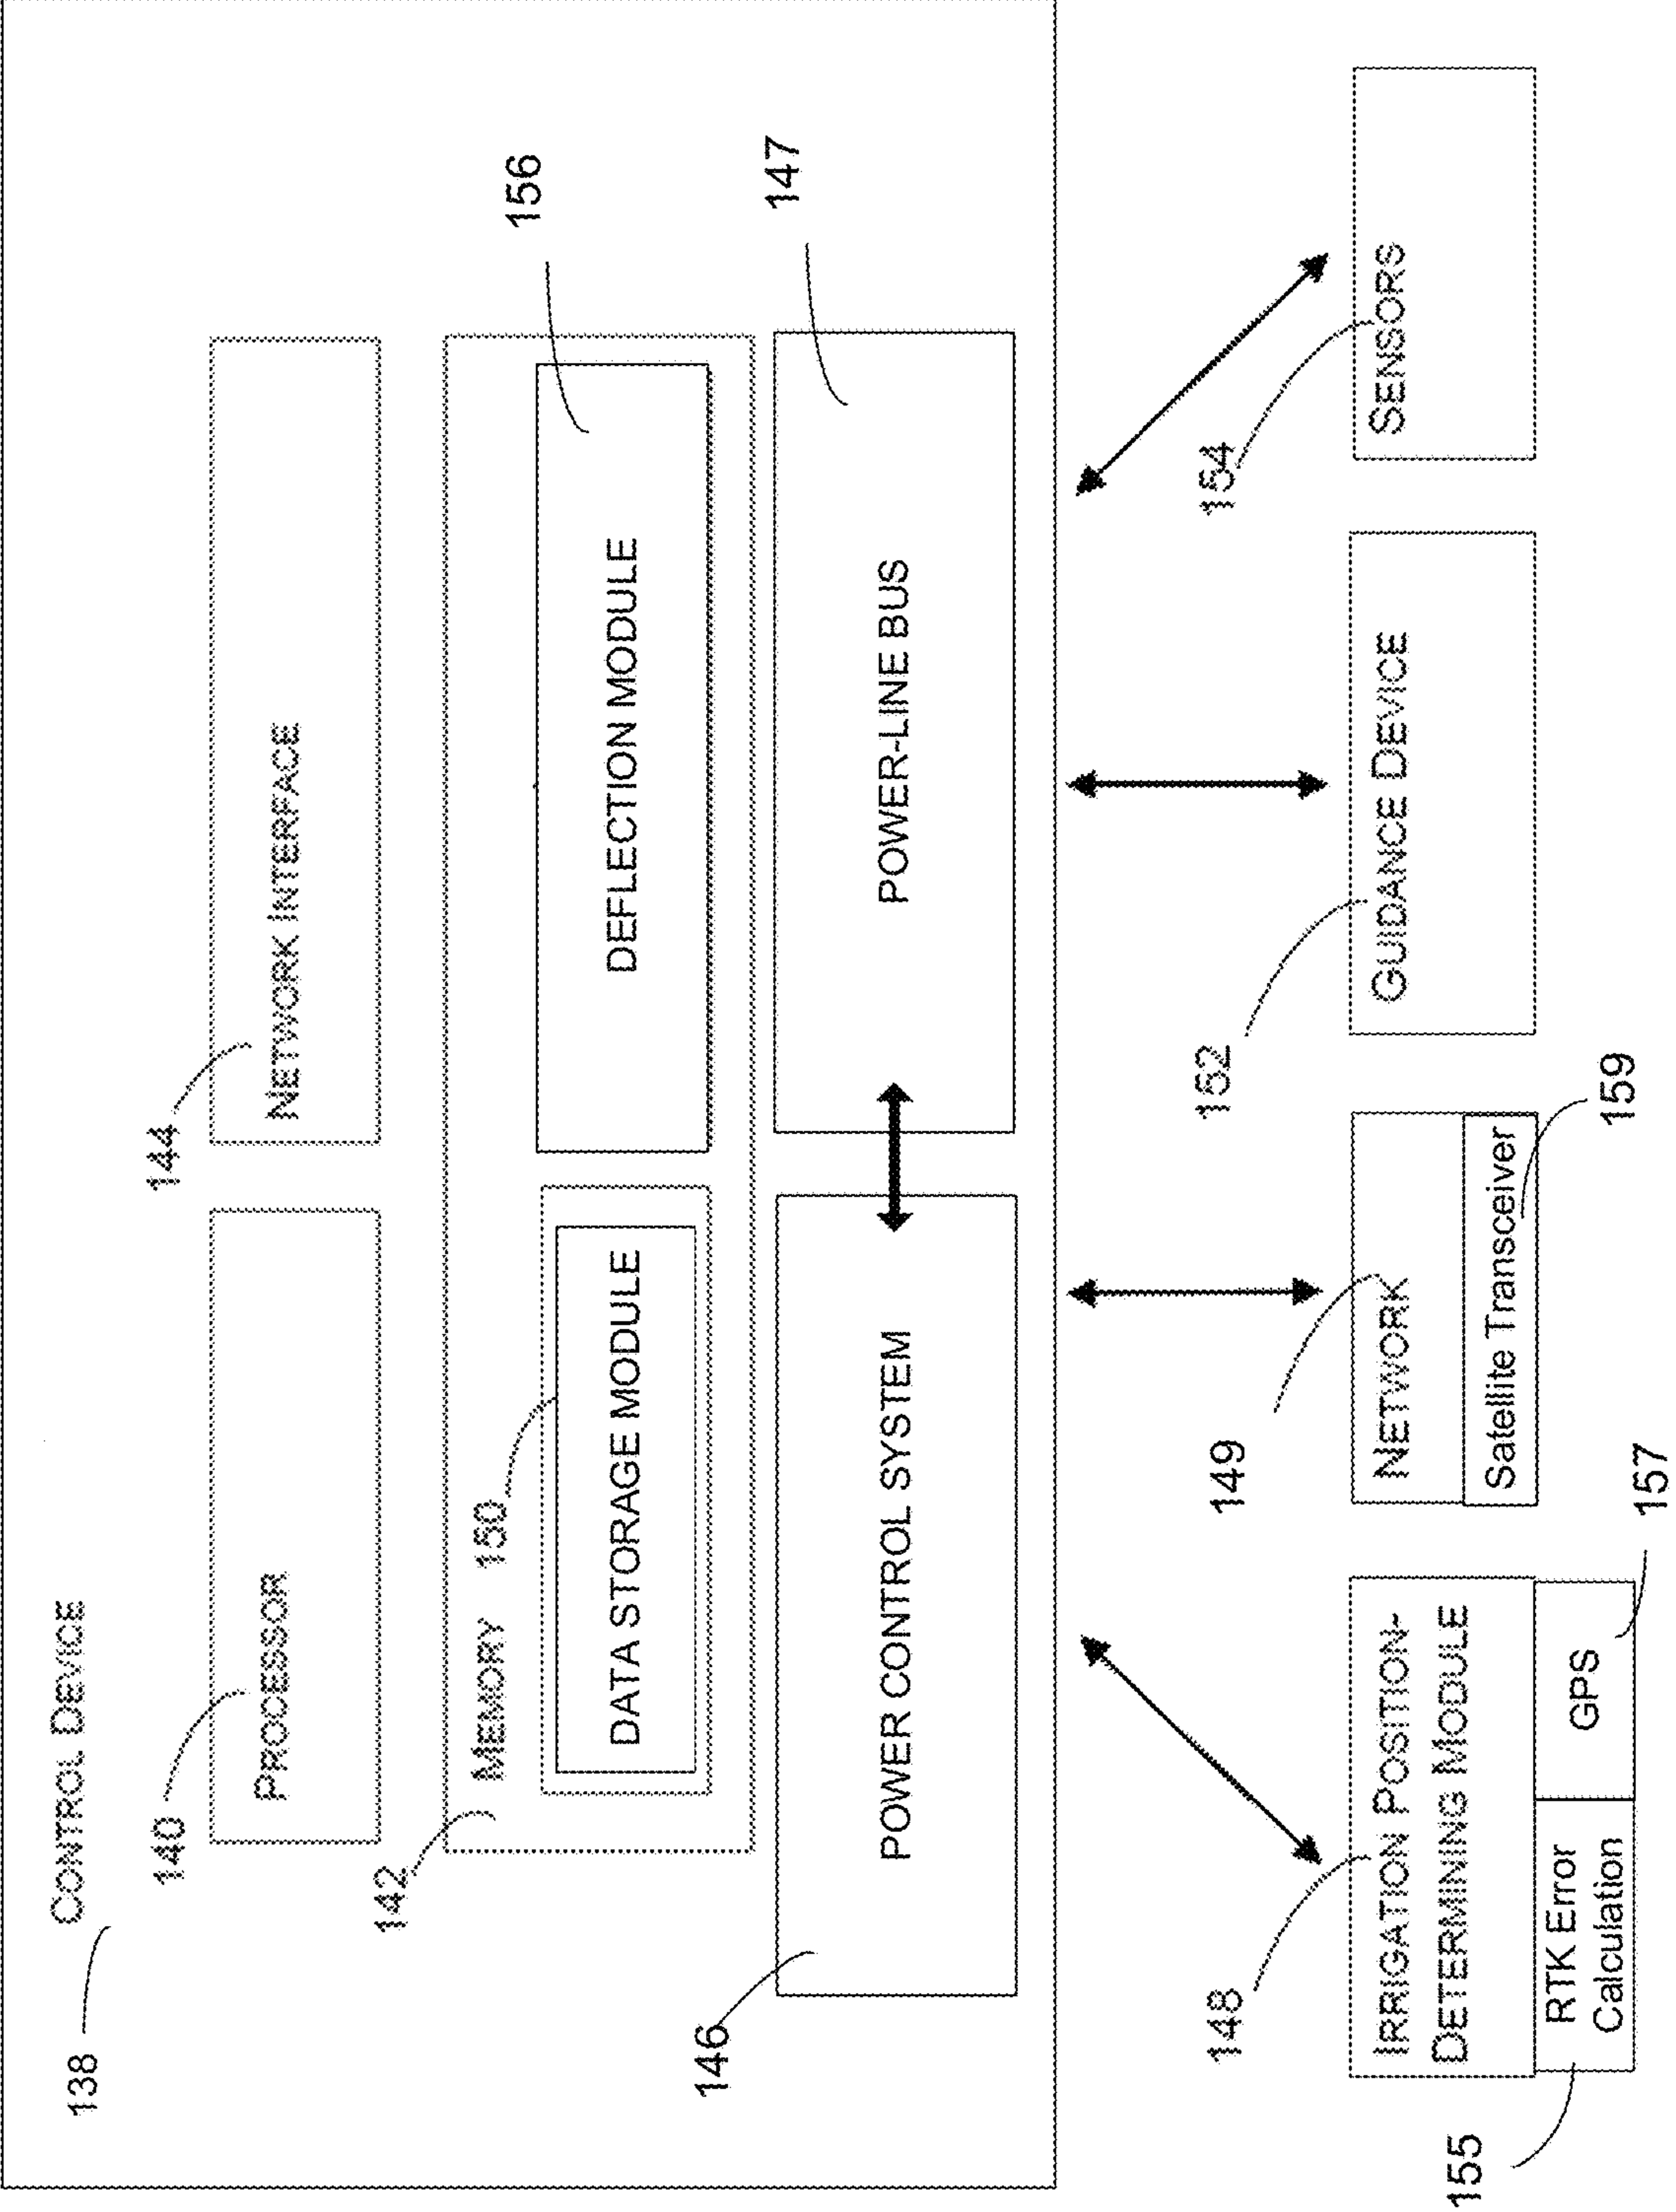 138
CONTROL DEVICE
140
PROCESSOR
144
NETWORK INTERFACE
142
MEMORY
150
DATA STORAGE MODULE
156
DEFLECTION MODULE
146
POWER CONTROL SYSTEM
147
POWER-LINE BUS
148
IRRIGATION POSITION-
DETERMINING MODULE
155
RTK Error
Calculation
157
GPS
149
NETWORK
159
Satellite Transceiver
152
GUIDANCE DEVICE
154
SENSORS